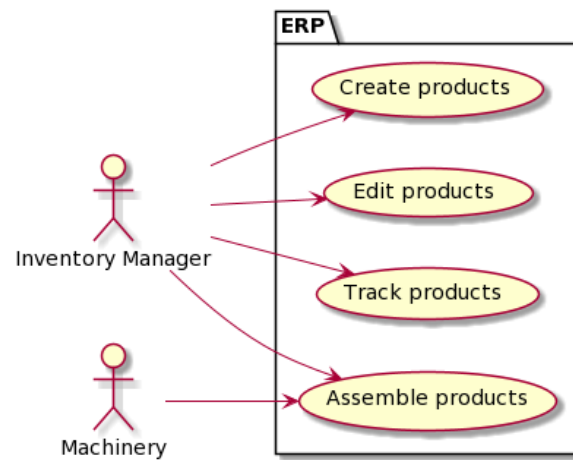 ERP
Create products
Edit products
Inventory Manager
Track products
Assemble products
Machinery